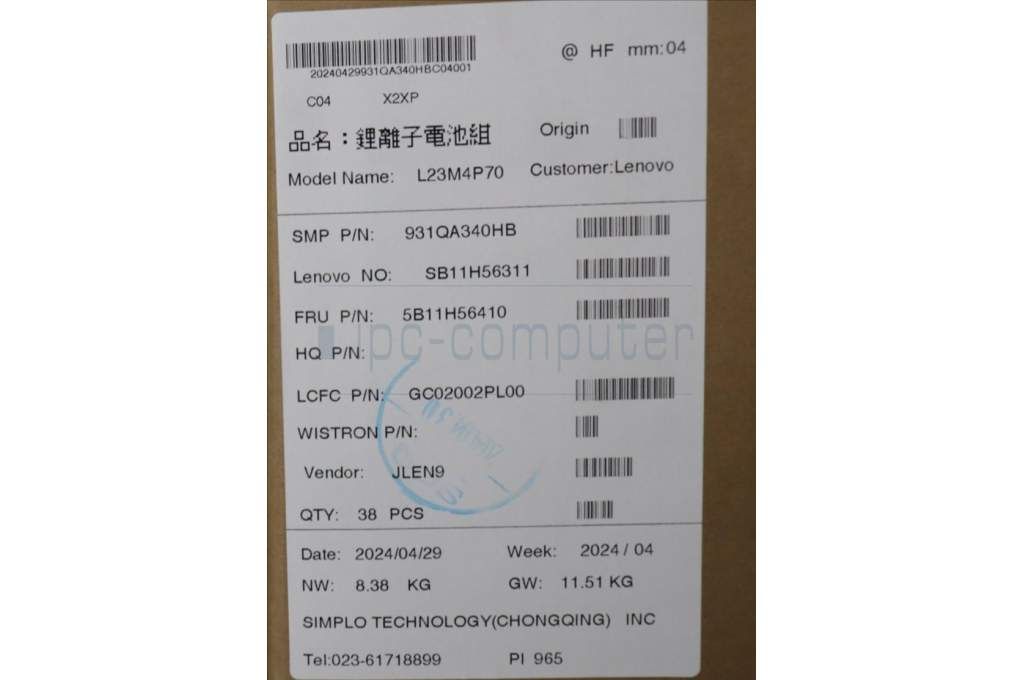 @ HF mm:04
20240429931QA340HBC04001
C04 X2XP
品名：鋰離子電池組 Origin
Model Name: L23M4P70 Customer:Lenovo
SMP P/N: 931QA340HB
Lenovo NO: SB11H56311
FRU P/N: 5B11H56410
ipc-computer
HQ P/N:
LCFC P/N: GC02002PL00
WISTRON P/N:
Vendor: JLEN9
QTY: 38 PCS
Date: 2024/04/29 Week: 2024 / 04
NW: 8.38 KG GW: 11.51 KG
SIMPLO TECHNOLOGY(CHONGQING) INC
Tel:023-61718899 PI 965